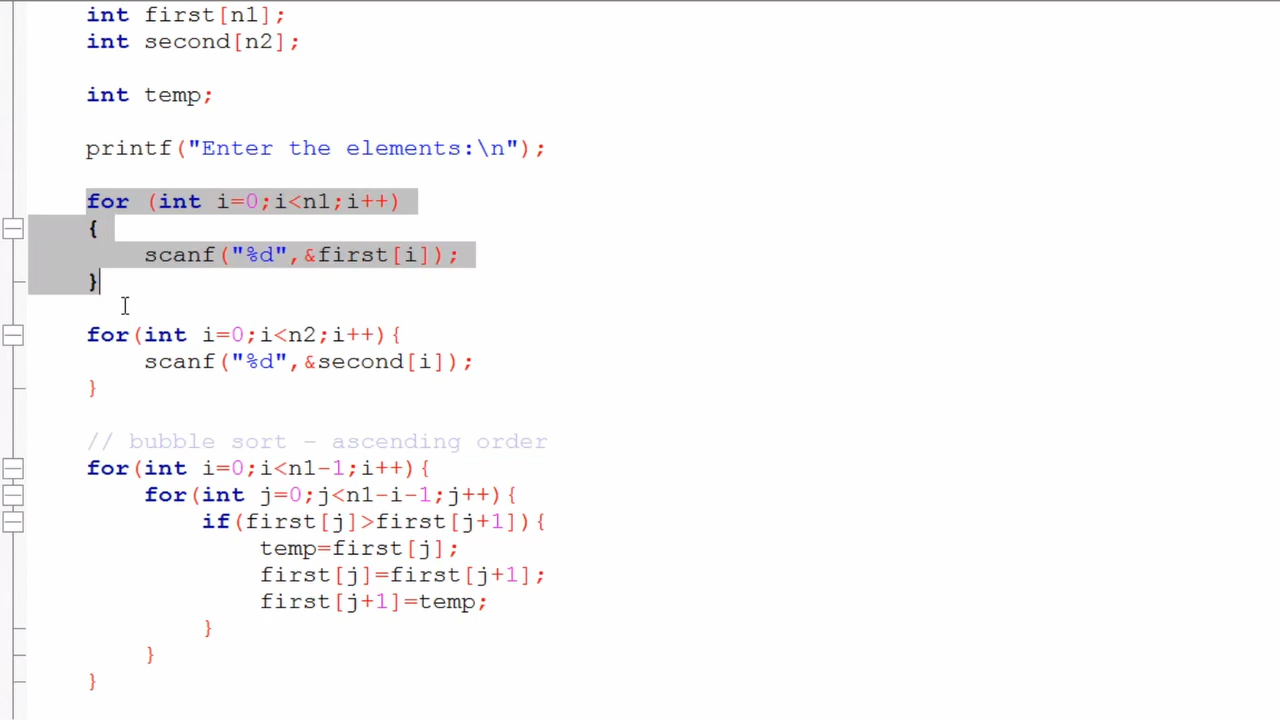 int first[n1];
int second[n2];
int temp;
printf("Enter the elements:\n");
for (int i=0;i<n1;i++)
{
scanf("%d",&first[i]);
}
for(int i=0;i<n2;i++){
scanf("%d",&second[i]);
}
// bubble sort - ascending order
for(int i=0;i<n1-1;i++){
for(int j=0;j<n1-i-1;j++){
if(first[j]>first[j+1]){
temp=first[j];
first[j]=first[j+1];
first[j+1]=temp;
}
}
}